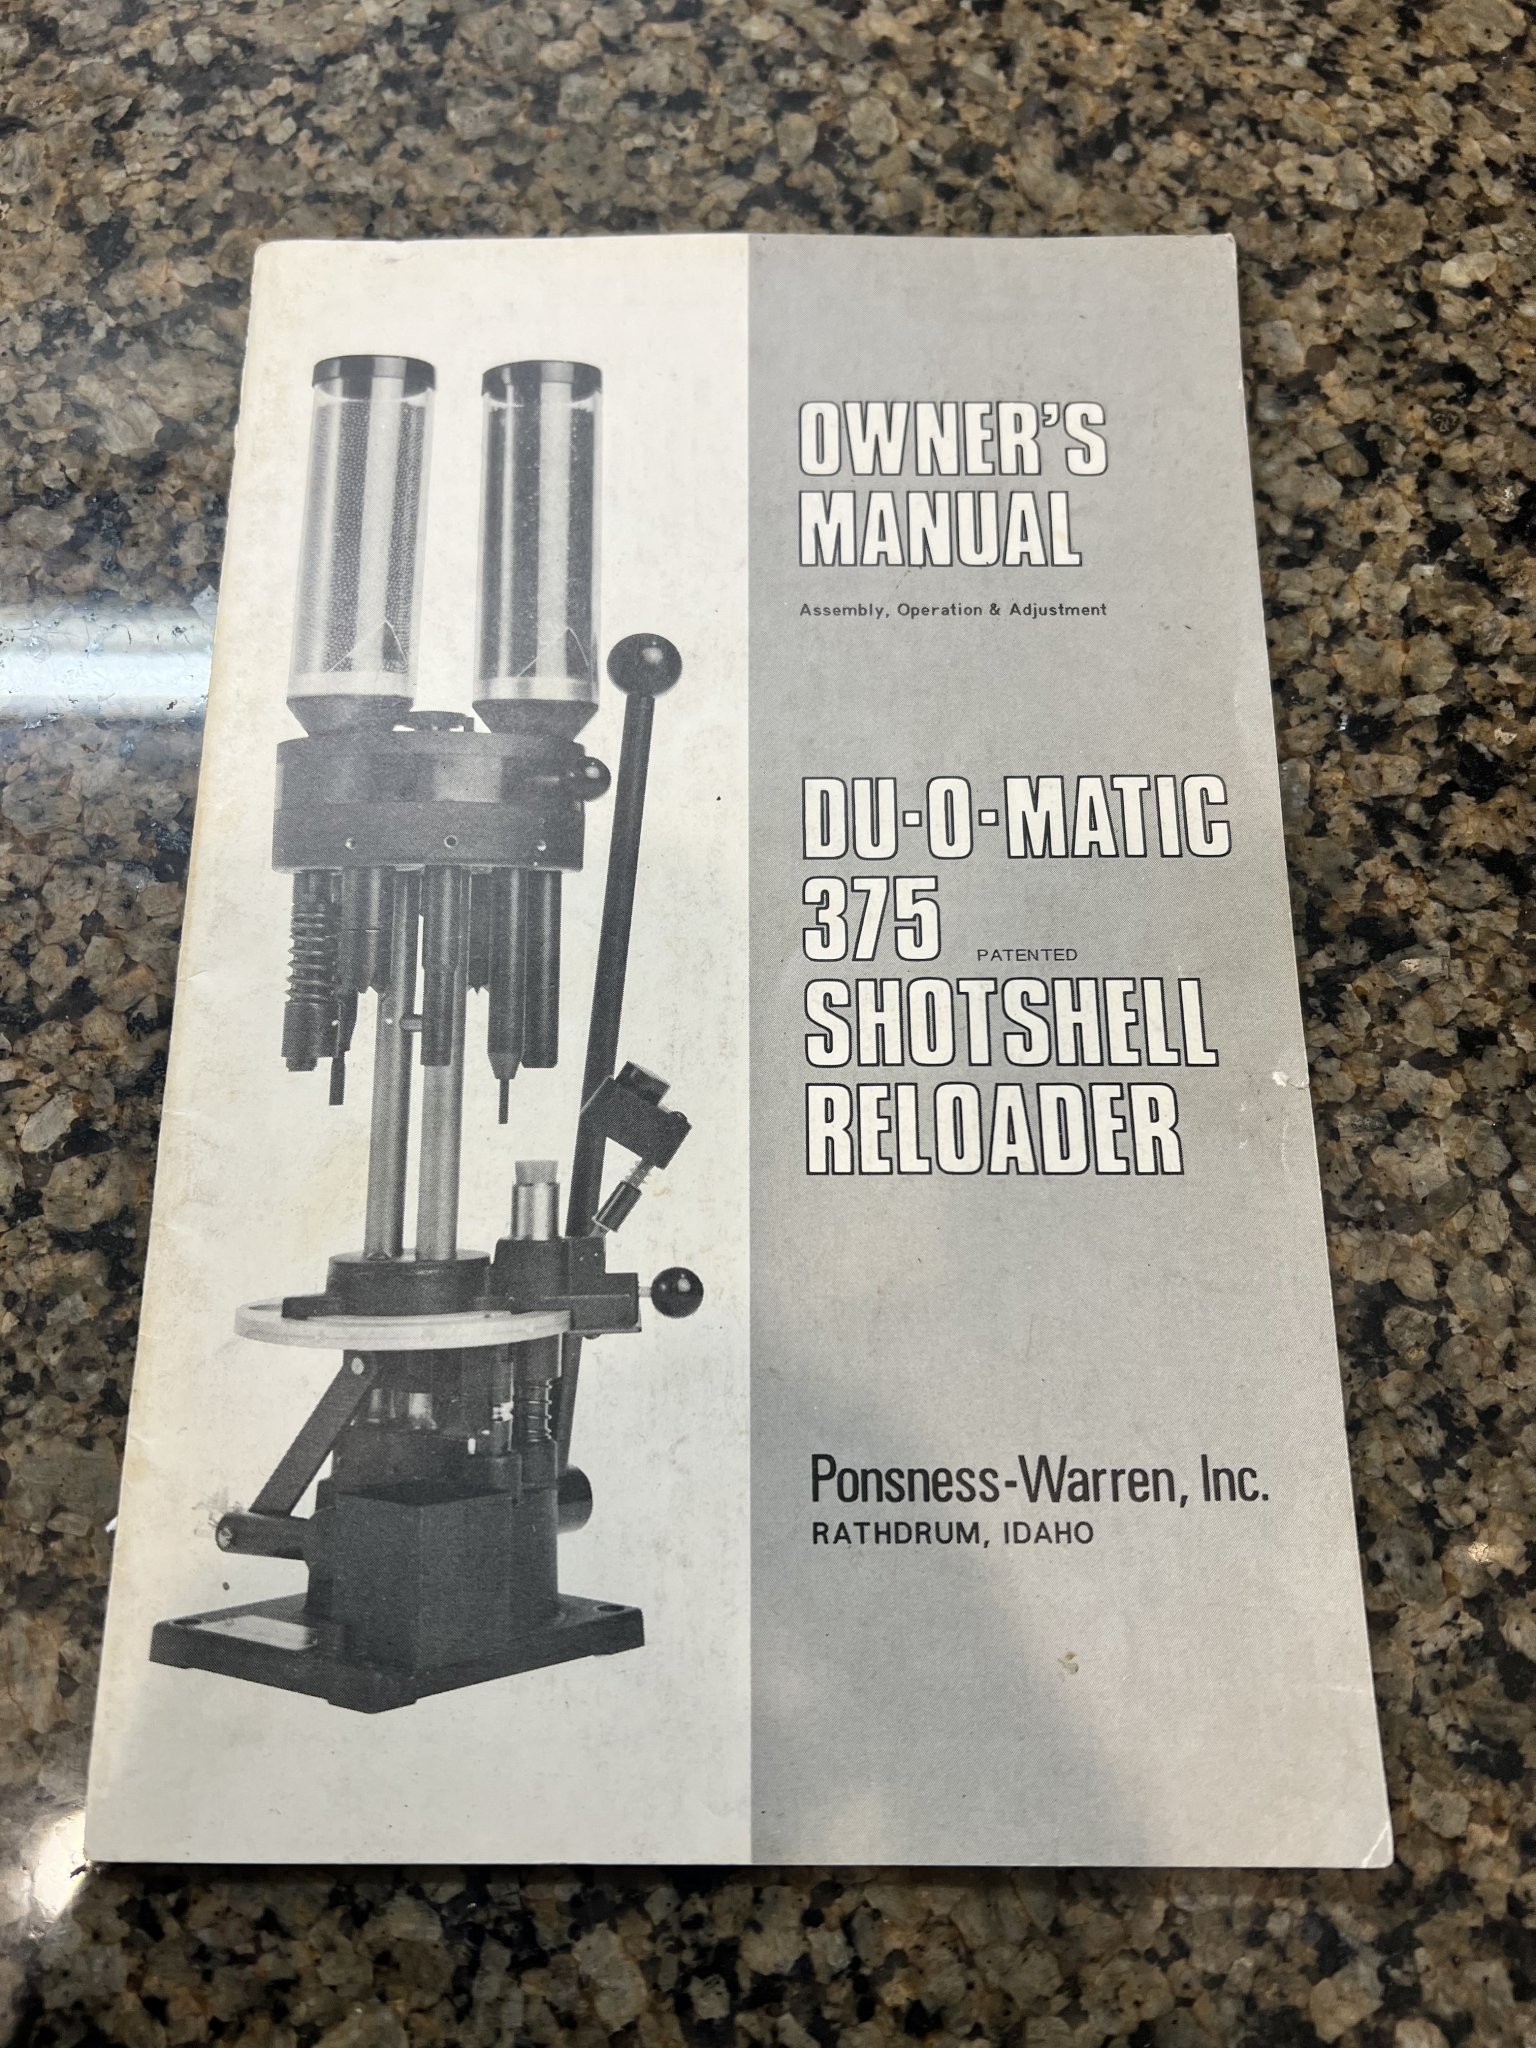 OWNER'S
MANUAL
Assembly, Operation & Adjustment
DU-O-MATIC
375
PATENTED
SHOTSHELL
RELOADER
Ponsness-Warren, Inc.
RATHDRUM, IDAHO